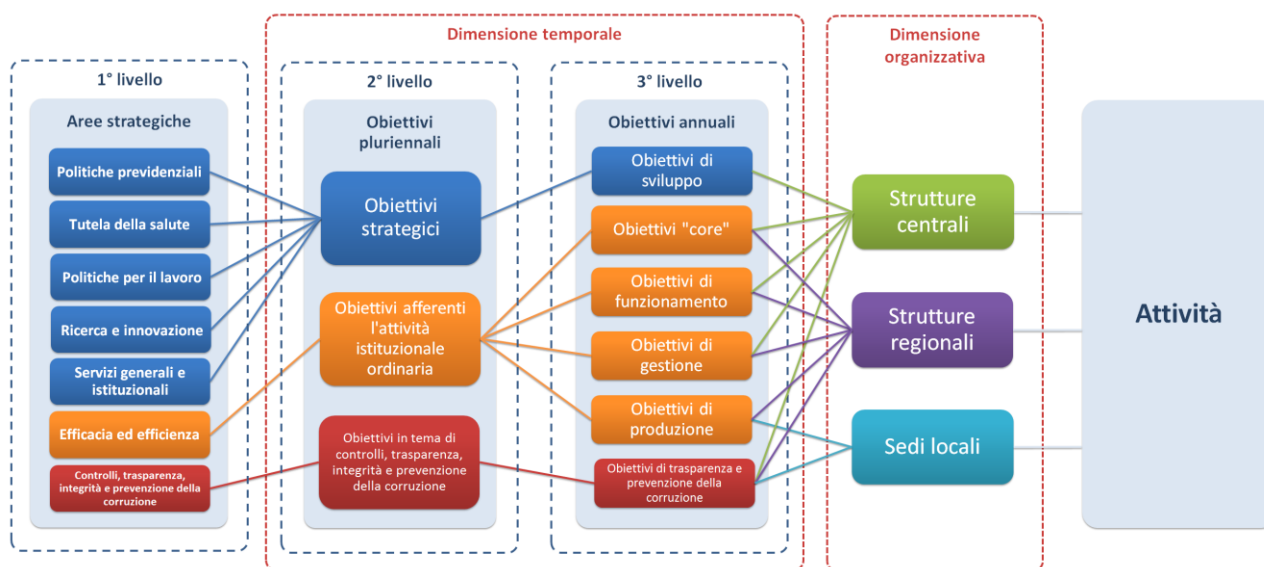 Dimensione temporale
Dimensione
organizzativa
1° livello
2° livello
3° livello
Aree strategiche
Politiche previdenziali
Tutela della salute
Politiche per il lavoro
Ricerca e innovazione
Servizi generali e
istituzionali
Efficacia ed efficienza
Controlli, trasparenza,
integrità e prevenzione della
corruzione
Obiettivi
pluriennali
Obiettivi
strategici
Obiettivi afferenti
l'attività
istituzionale
ordinaria
Obiettivi in tema di
controlli, trasparenza,
integrità e prevenzione
della corruzione
Obiettivi annuali
Obiettivi di
sviluppo
Obiettivi "core"
Obiettivi di
funzionamento
Obiettivi di
gestione
Obiettivi di
produzione
Obiettivi di trasparenza e
prevenzione della
corruzione
Strutture
centrali
Strutture
regionali
Sedi locali
Attività